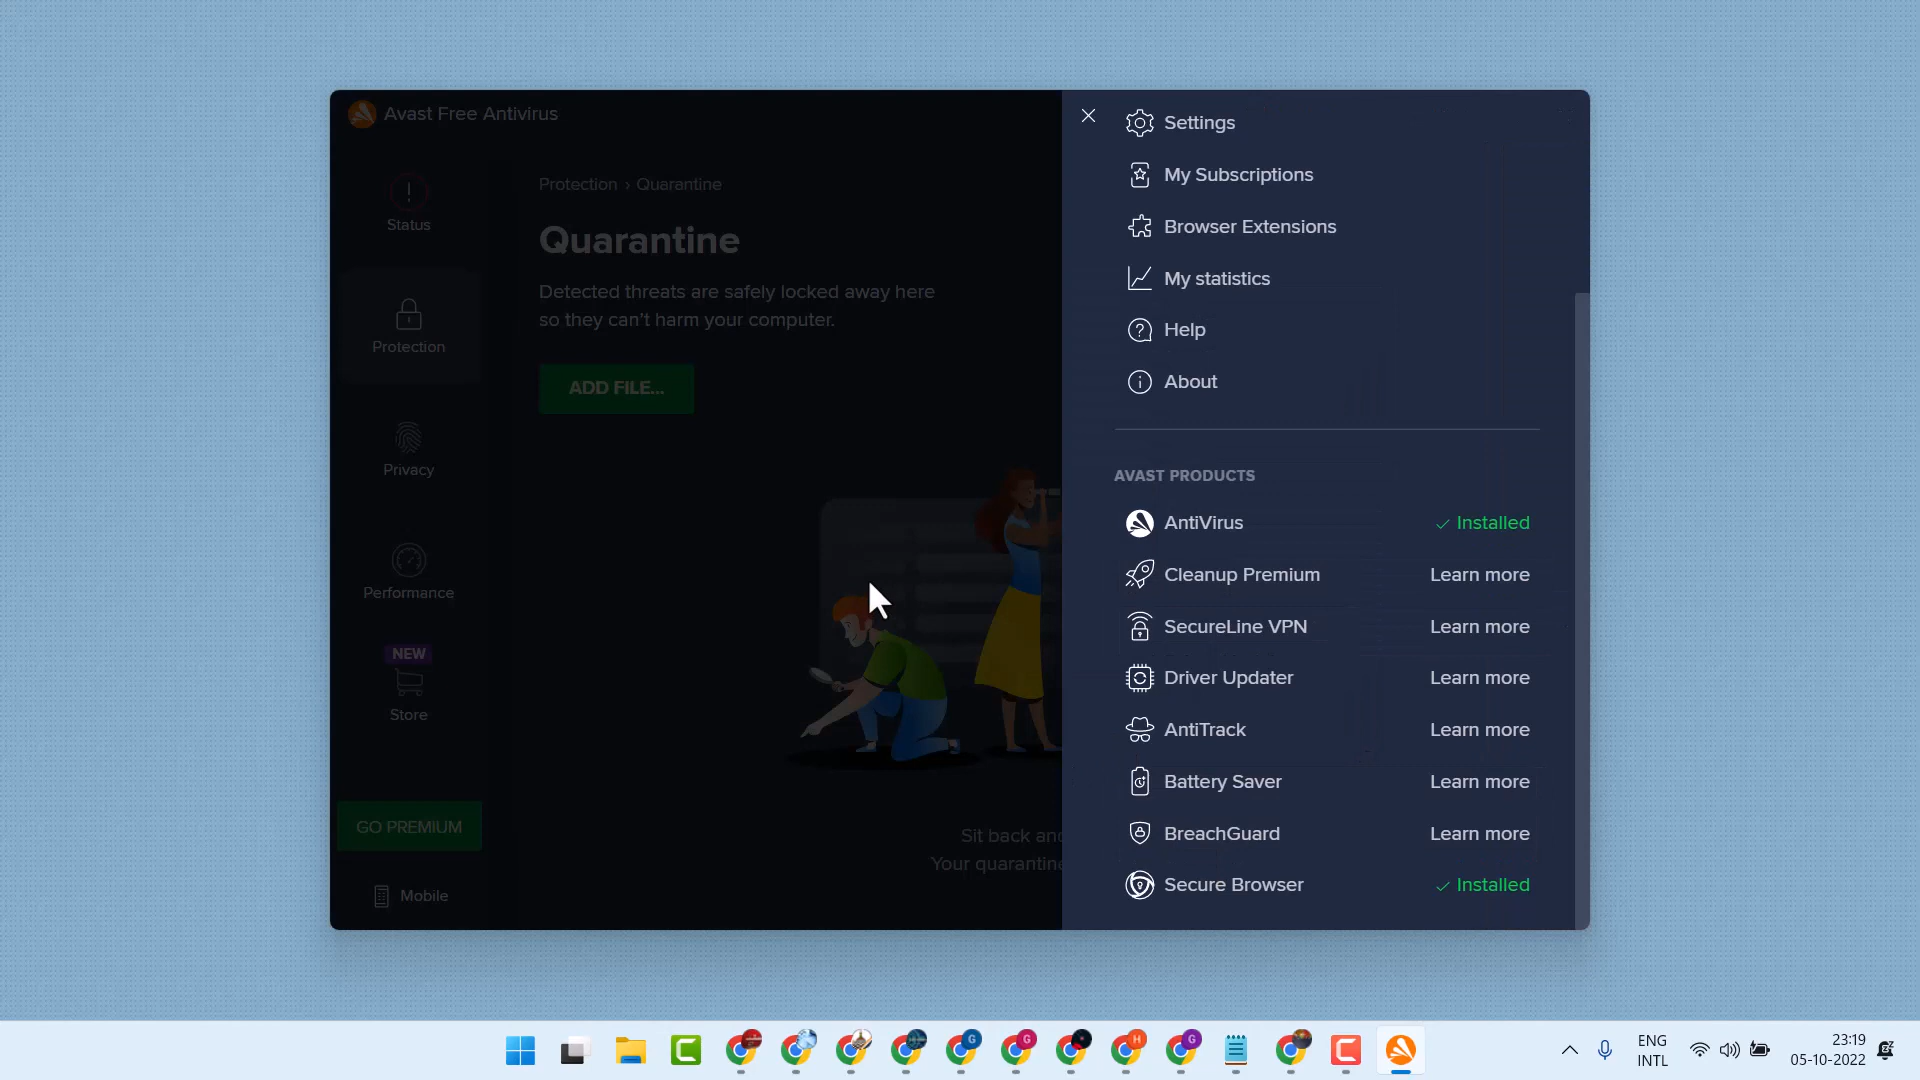 Avast Free Antivirus
Status
Protection
Privacy
Performance
NEW
Store
GO PREMIUM
Mobile
Protection › Quarantine
Quarantine
Detected threats are safely locked away here
so they can't harm your computer.
ADD FILE...
Sit back and
Your quarantine
Settings
My Subscriptions
Browser Extensions
My statistics
Help
About
AVAST PRODUCTS
AntiVirus Installed
Cleanup Premium Learn more
SecureLine VPN Learn more
Driver Updater Learn more
AntiTrack Learn more
Battery Saver Learn more
BreachGuard Learn more
Secure Browser Installed
G G H G
ENG
INTL
23:19
05-10-2022